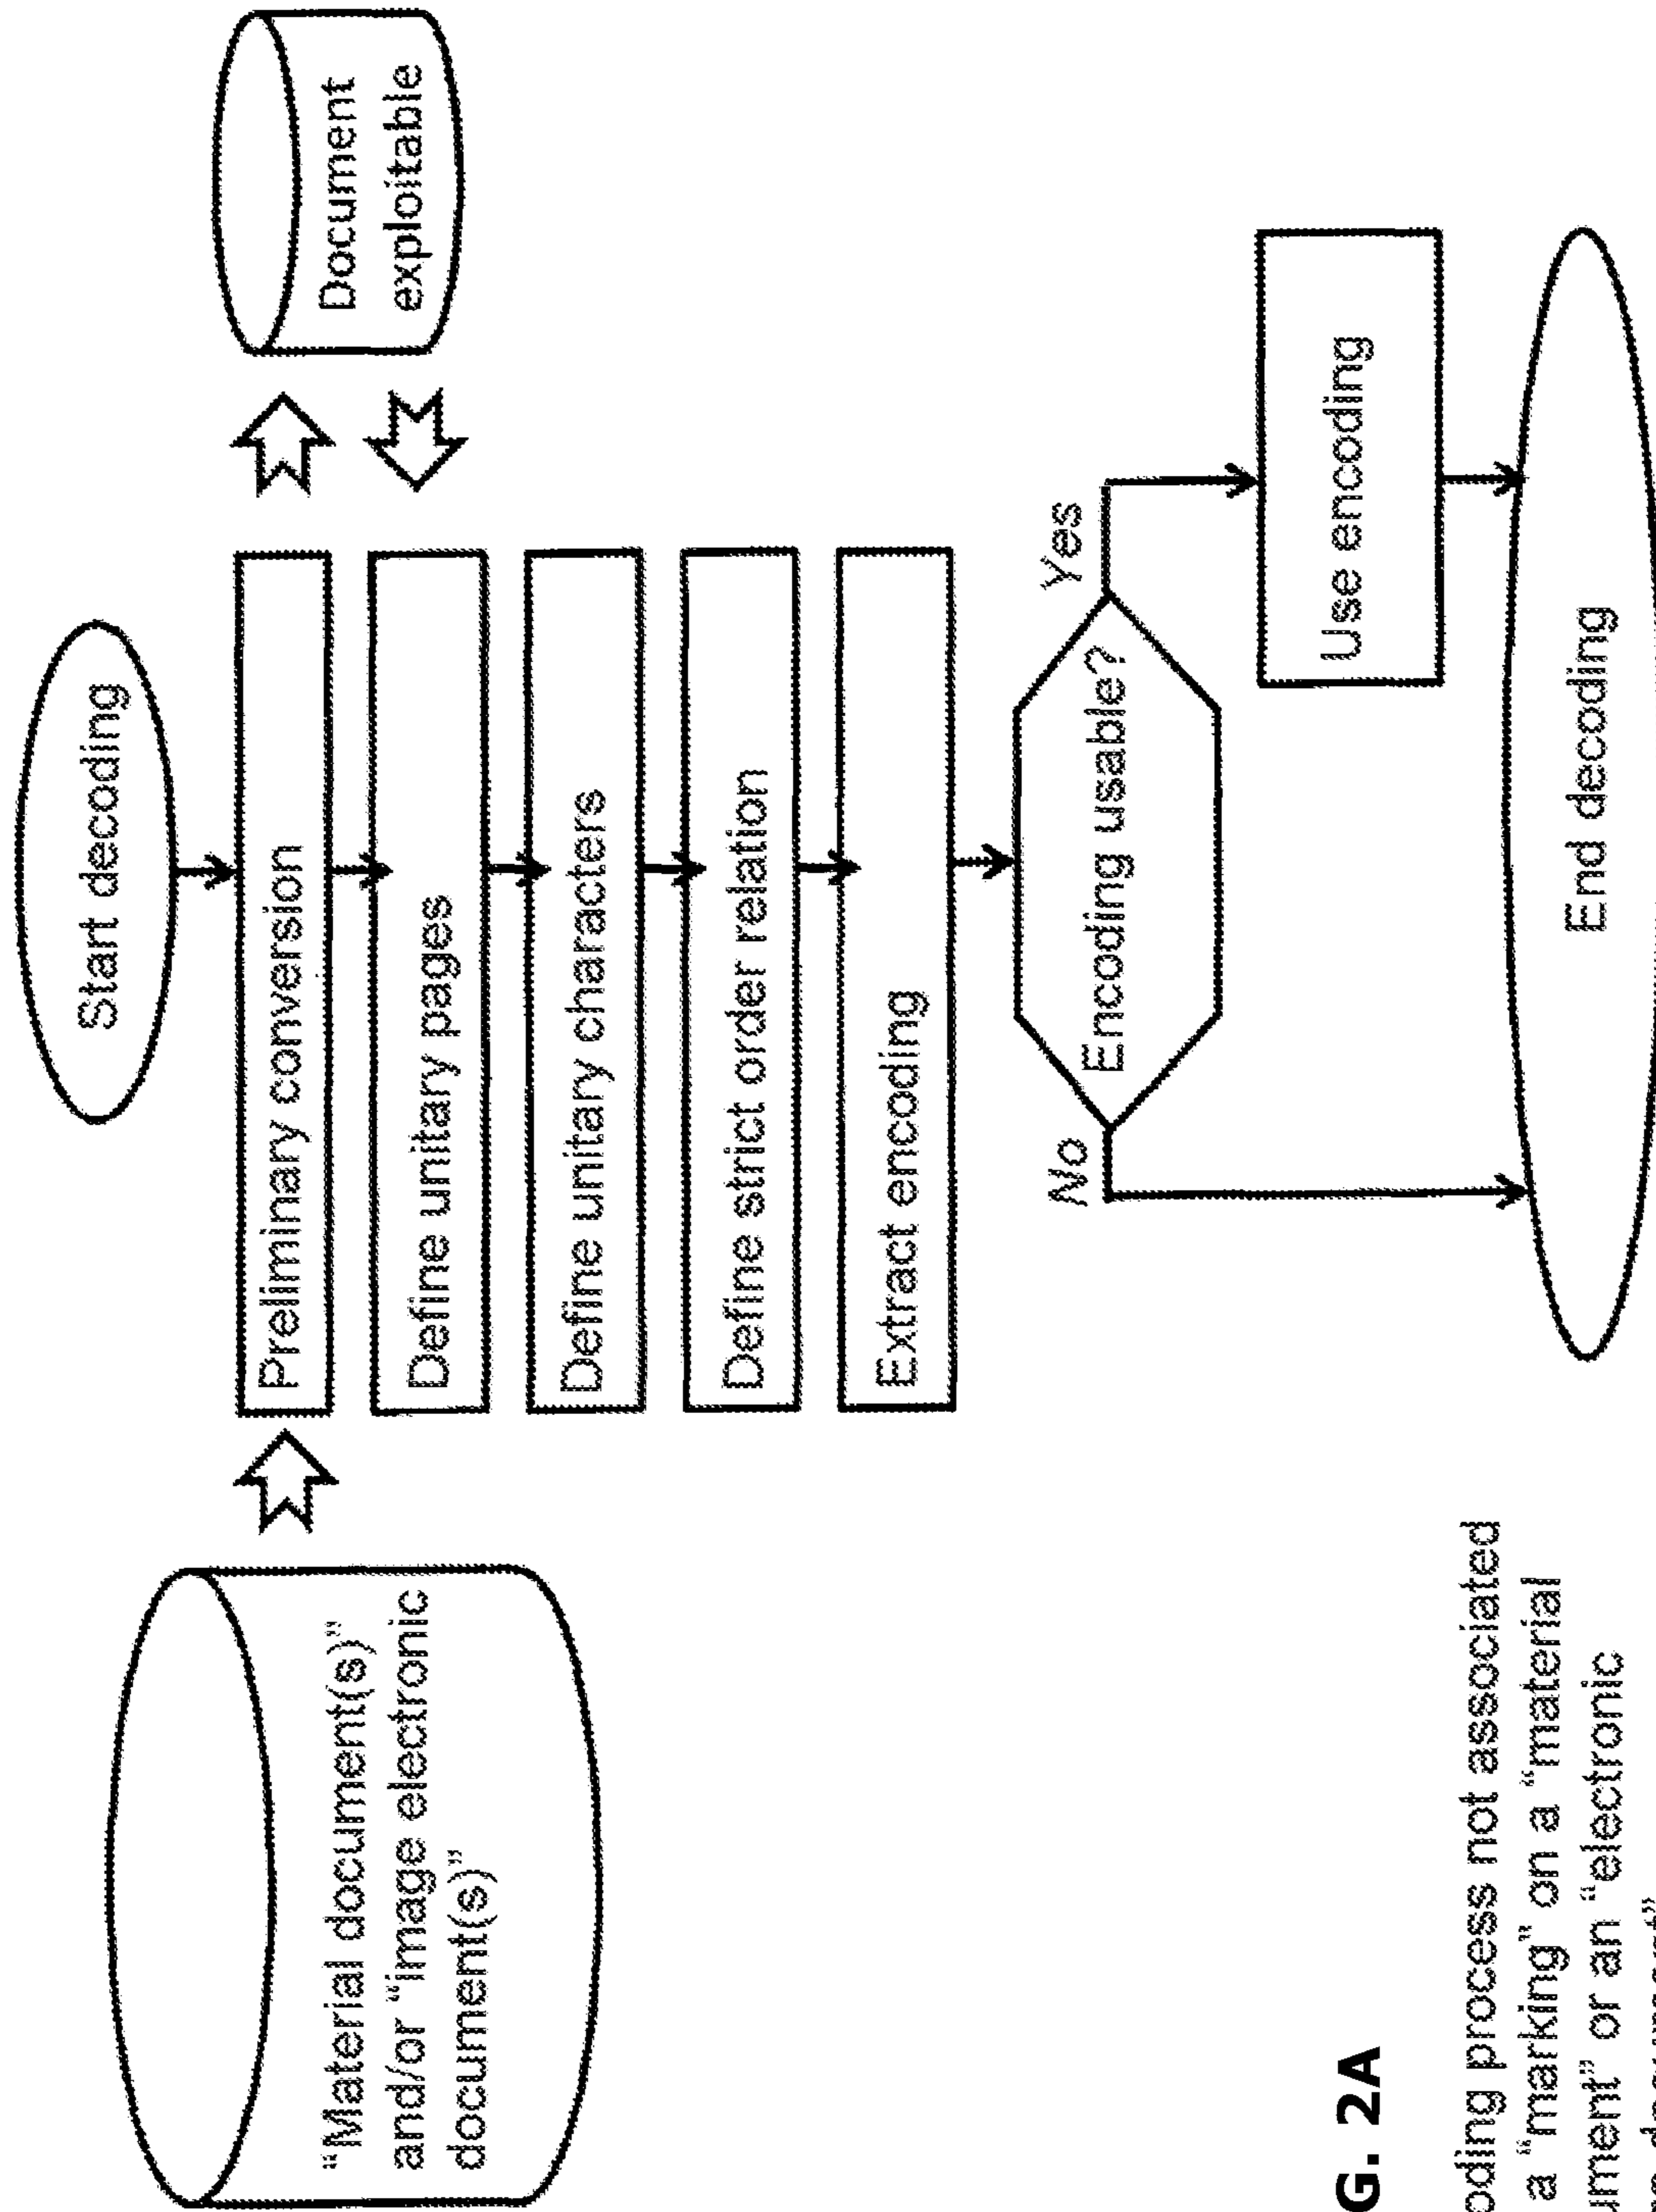 Start decoding
"Material document(s)"
and/or "image electronic
document(s)"
Preliminary conversion
Document
exploitable
Define unitary pages
Define unitary characters
Define strict order relation
Extract encoding
No
Encoding usable?
Yes
Use encoding
End decoding
G. 2A
oding process not associated
a "marking" on a "material
ument" or an "electronic